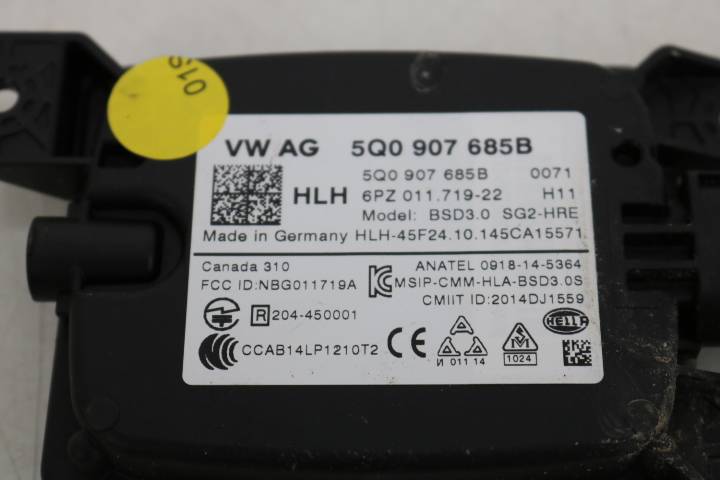 019
VW AG 5Q0 907 685B
5Q0 907 685B 0071
HLH 6PZ 011.719-22 H11
Model: BSD3.0 SG2-HRE
Made in Germany HLH-45F24.10.145CA15571
Canada 310 ANATEL 0918-14-5364
FCC ID:NBG011719A MSIP-CMM-HLA-BSD3.0S
CMIIT ID:2014DJ1559
R 204-450001 HELLA
CCAB14LP1210T2 CE И 011 14 1024